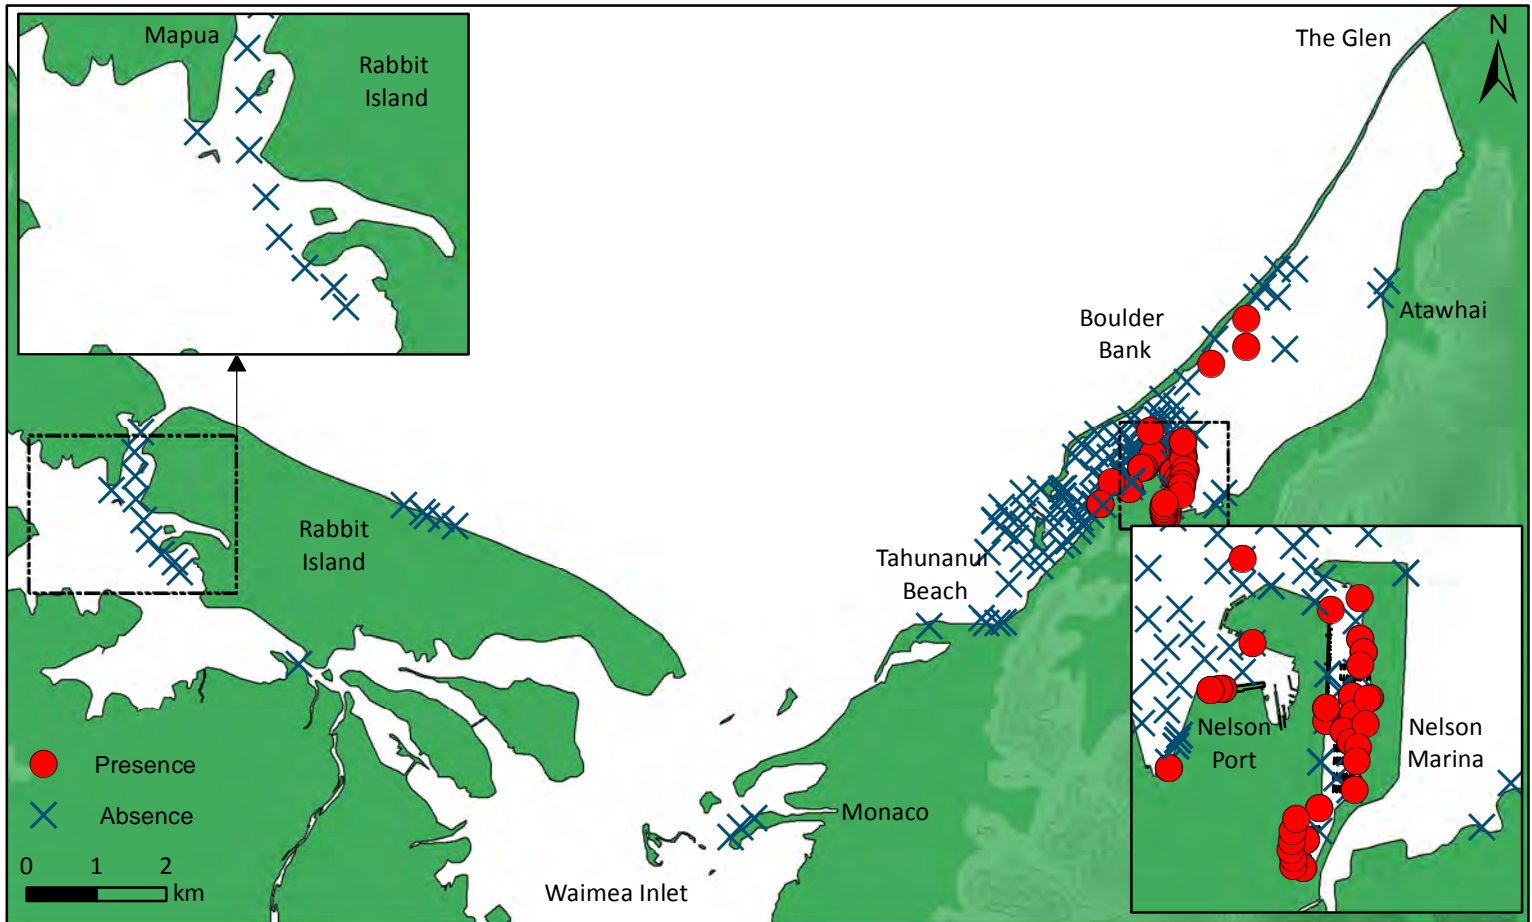 Mapua
Rabbit
Island
The Glen
N
Boulder
Bank
Atawhai
Rabbit
Island
Tahunanui
Beach
Nelson
Port
Nelson
Marina
Presence
Absence
Monaco
0 1 2
km
Waimea Inlet